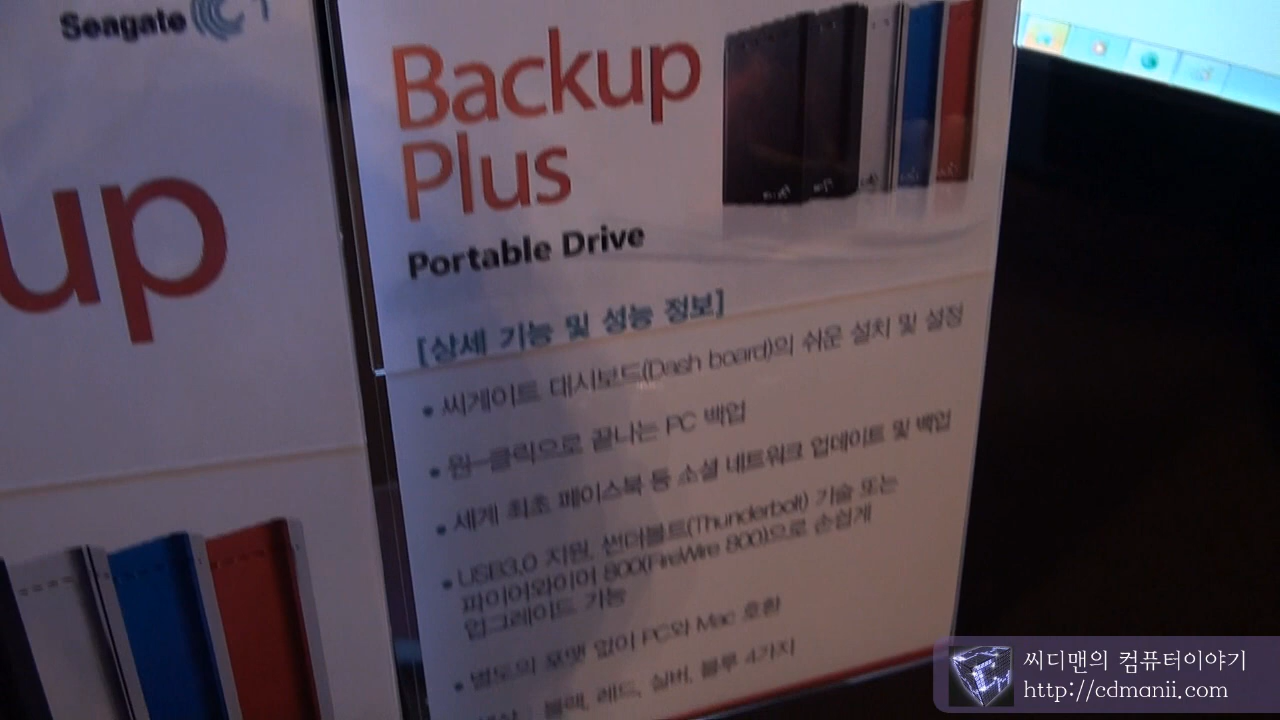 Seagate
up
Backup
Plus
Portable Drive
[상세 기능 및 성능 정보]
• 씨게이트 대시보드(Dash board)의 쉬운 설치 및 설정
• 원-클릭으로 끝나는 PC 백업
• 세계 최초 페이스북 등 소셜 네트워크 업데이트 및 백업
• USB3.0 지원, 썬더볼트(Thunderbolt) 기술 또는
파이어와이어 800(FireWire 800)으로 손쉽게
업그레이드 가능
• 별도의 포맷 없이 PC와 Mac 호환
색상 : 블랙, 레드, 실버, 블루 4가지
씨디맨의 컴퓨터이야기
http://cdmanii.com